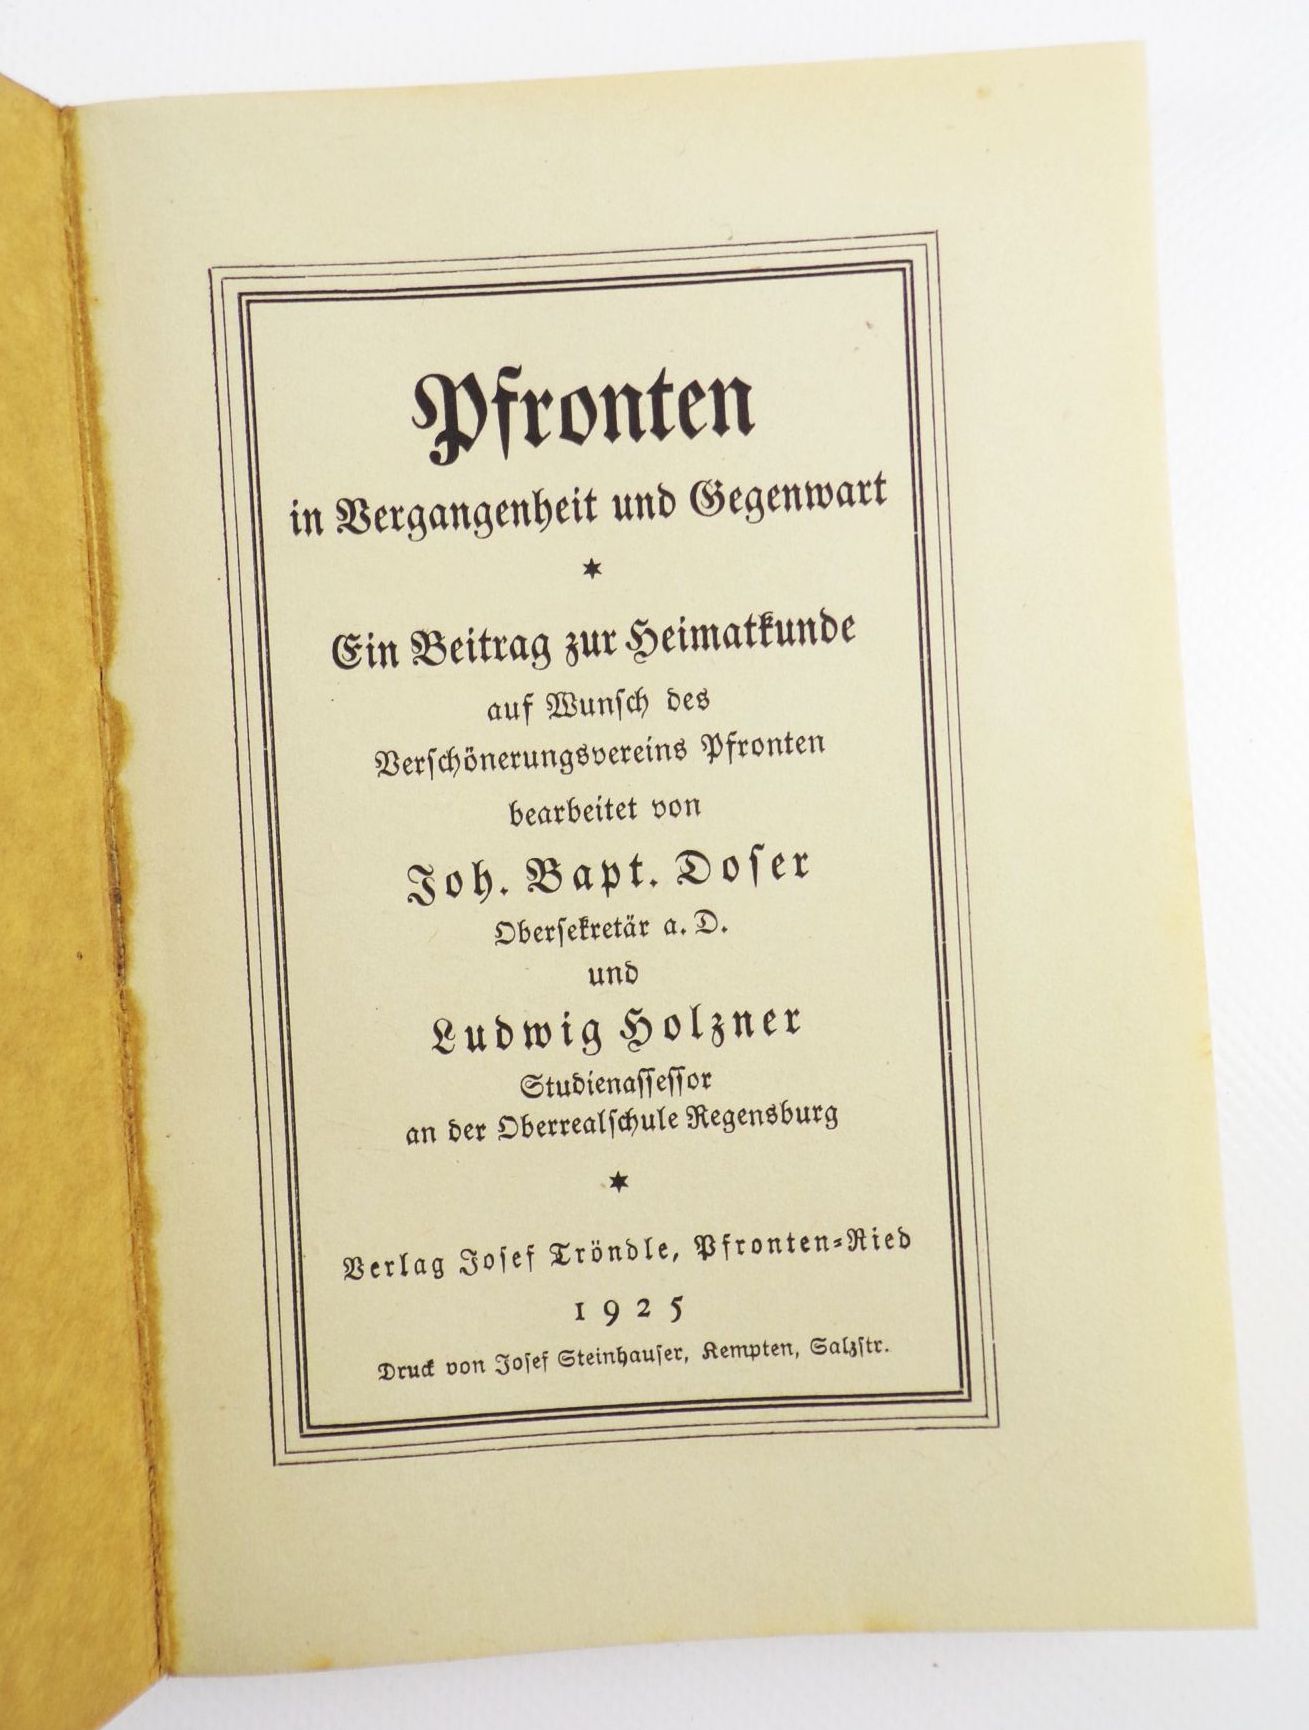 Pfronten
in Vergangenheit und Gegenwart
Ein Beitrag zur Heimatkunde
auf Wunsch des
Verschönerungsvereins Pfronten
bearbeitet von
Joh. Bapt. Doser
Obersekretär a. D.
und
Ludwig Holzner
Studienassessor
an der Oberrealschule Regensburg
Verlag Josef Tröndle, Pfronten-Ried
1925
Druck von Josef Steinhauser, Kempten, Salzstr.